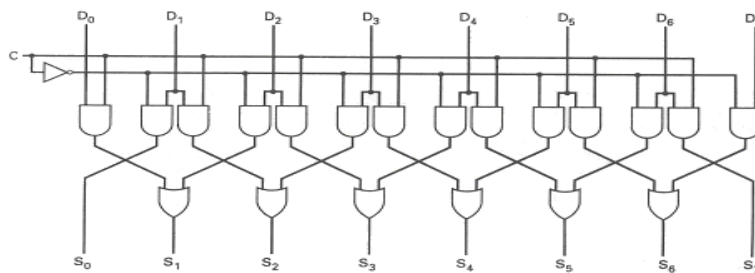 D₀ D₁ D₂ D₃ D₄ D₅ D₆ D
C
S₀ S₁ S₂ S₃ S₄ S₅ S₆ S